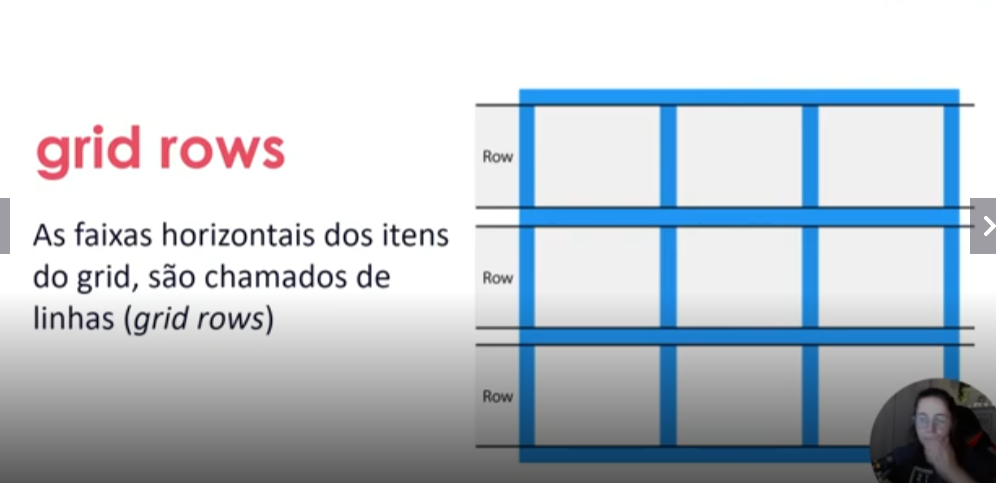 grid rows
As faixas horizontais dos itens
do grid, são chamados de
linhas (grid rows)
Row
Row
Row